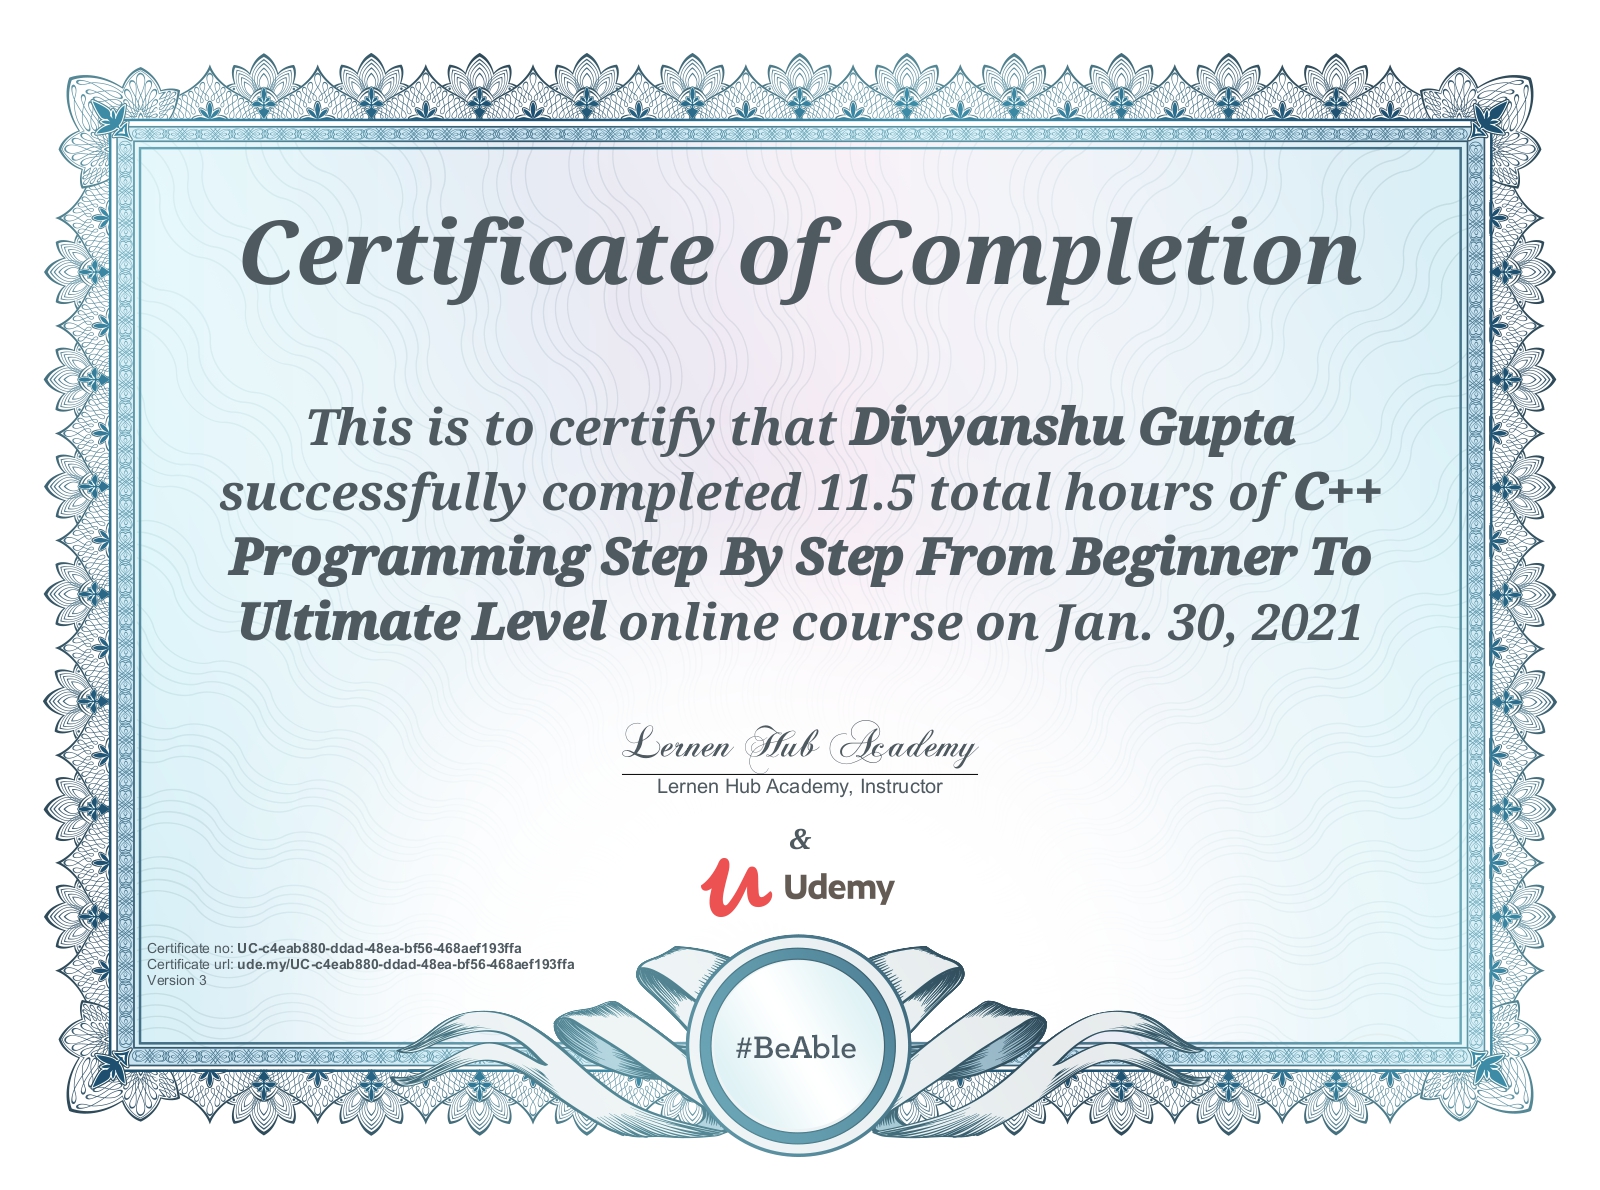 Certificate of Completion
This is to certify that Divyanshu Gupta
successfully completed 11.5 total hours of C++
Programming Step By Step From Beginner To
Ultimate Level online course on Jan. 30, 2021
Lernen Hub Academy
Lernen Hub Academy, Instructor
&
Udemy
Certificate no: UC-c4eab880-ddad-48ea-bf56-468aef193ffa
Certificate url: ude.my/UC-c4eab880-ddad-48ea-bf56-468aef193ffa
Version 3
#BeAble